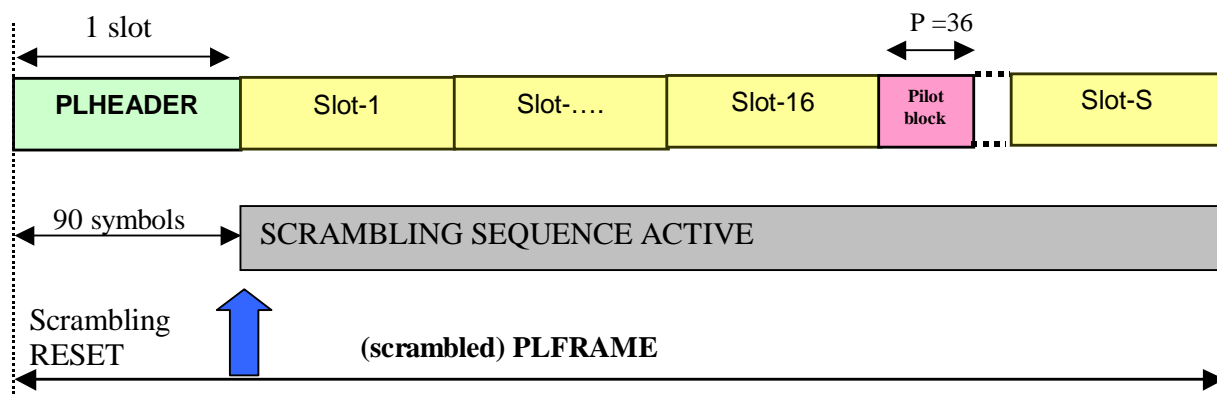 1 slot
P =36
PLHEADER
Slot-1
Slot-....
Slot-16
Pilot
block
Slot-S
90 symbols
SCRAMBLING SEQUENCE ACTIVE
Scrambling
RESET
(scrambled) PLFRAME